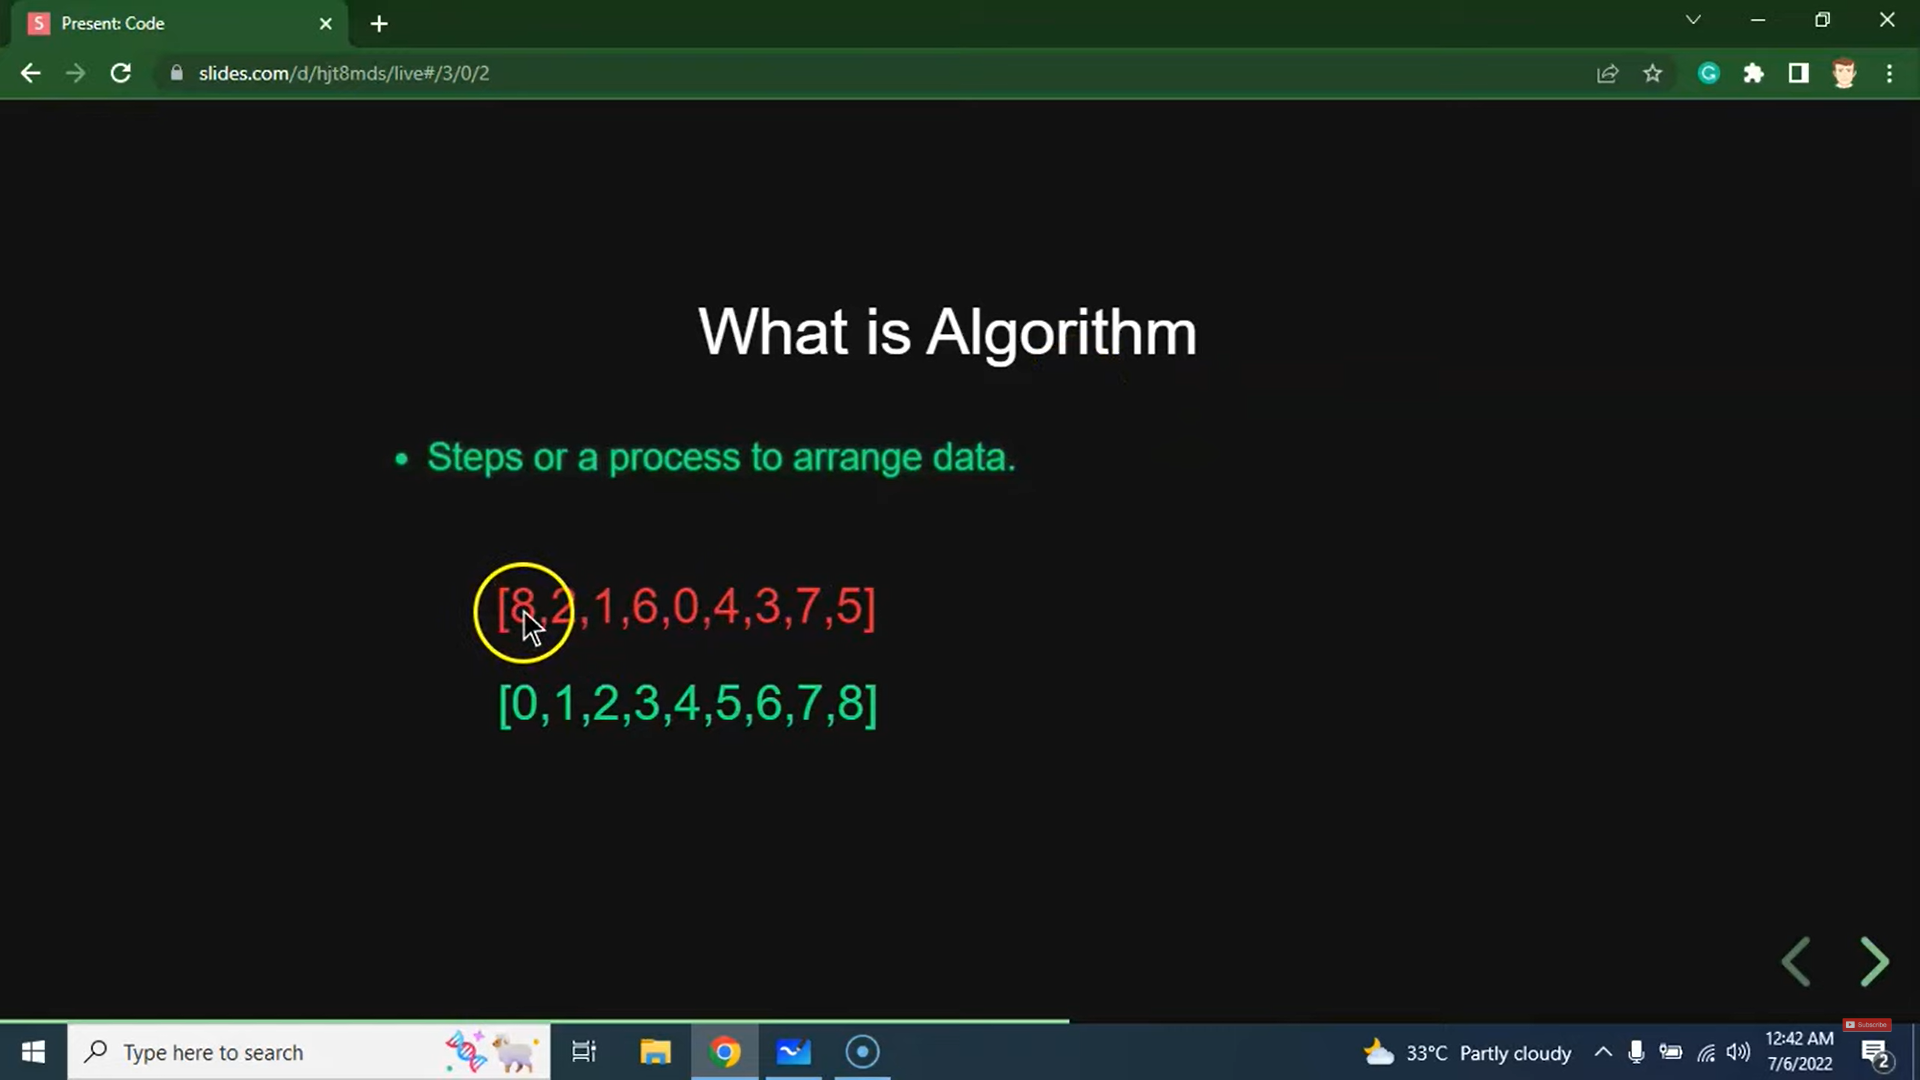 S Present: Code
slides.com/d/hjt8mds/live#/3/0/2
What is Algorithm
• Steps or a process to arrange data.
[8,2,1,6,0,4,3,7,5]
[0,1,2,3,4,5,6,7,8]
Subscribe
Type here to search
33°C Partly cloudy
12:42 AM
7/6/2022
2